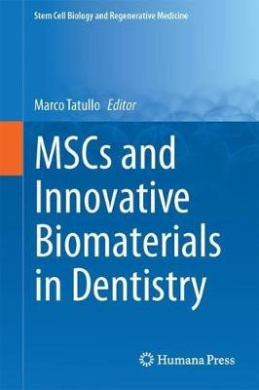 Stem Cell Biology and Regenerative Medicine
Marco Tatullo Editor
MSCs and
Innovative
Biomaterials
in Dentistry
Humana Press